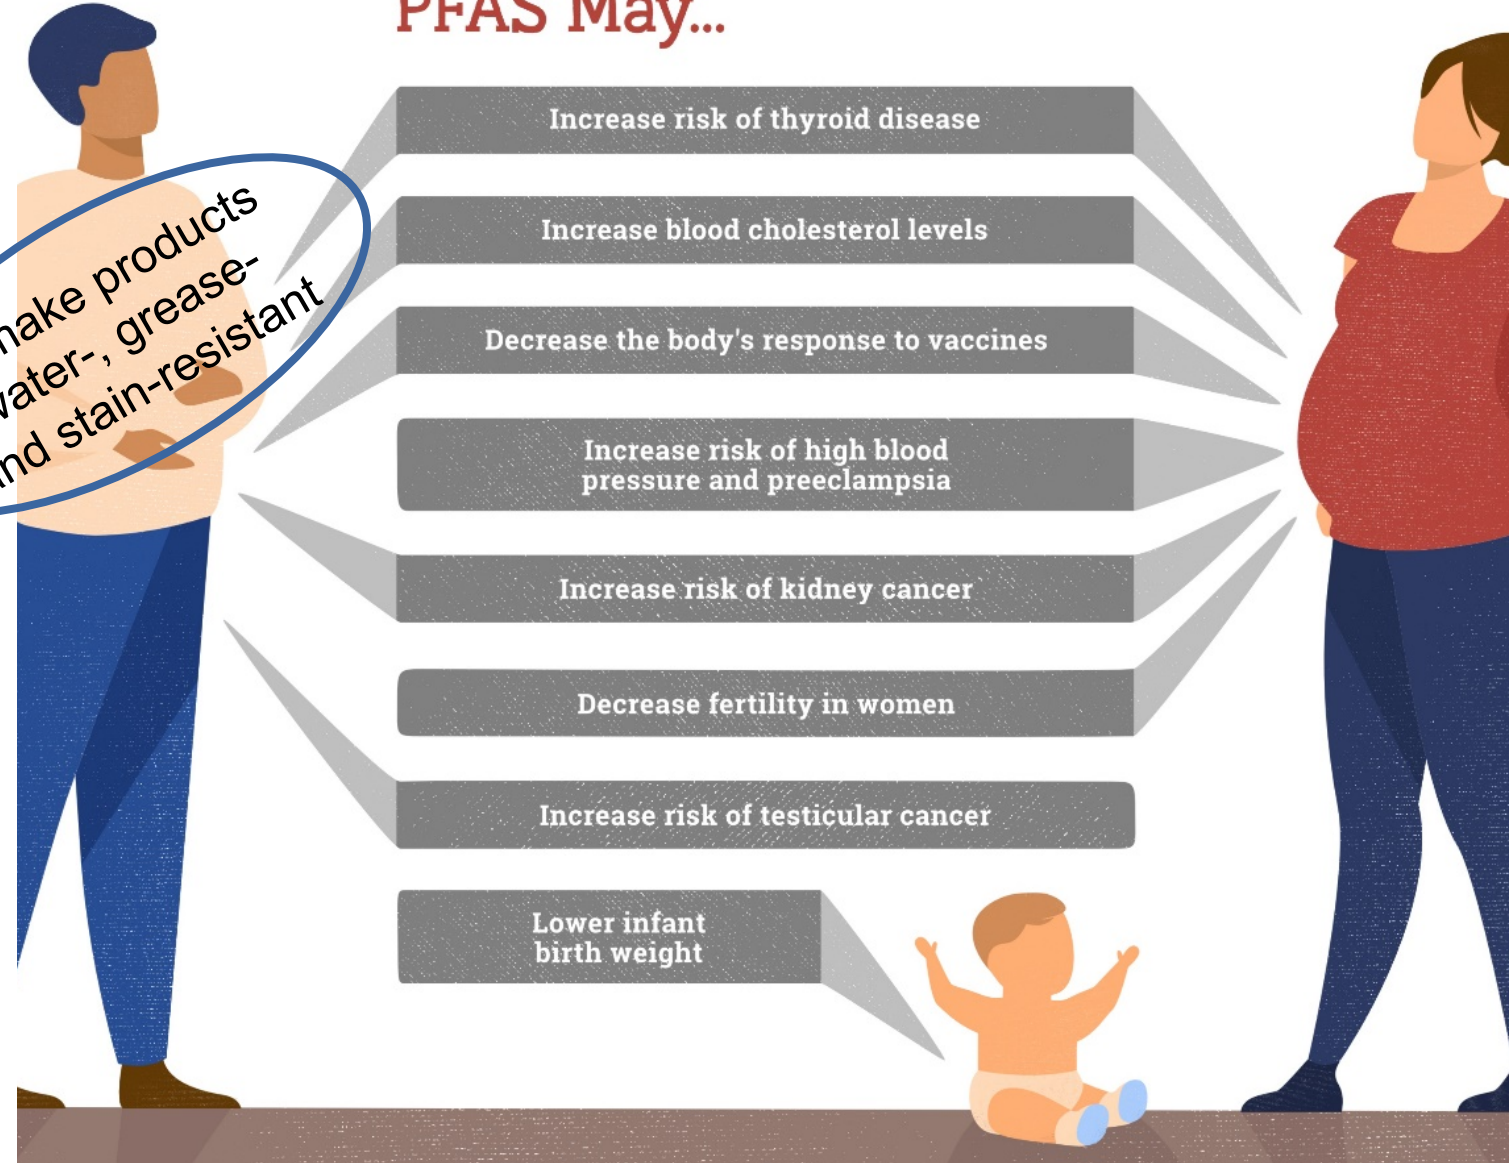 PFAS May...
Increase risk of thyroid disease
Increase blood cholesterol levels
Decrease the body's response to vaccines
Increase risk of high blood
pressure and preeclampsia
Increase risk of kidney cancer
Decrease fertility in women
Increase risk of testicular cancer
Lower infant
birth weight
products
grease-
stain-resistant